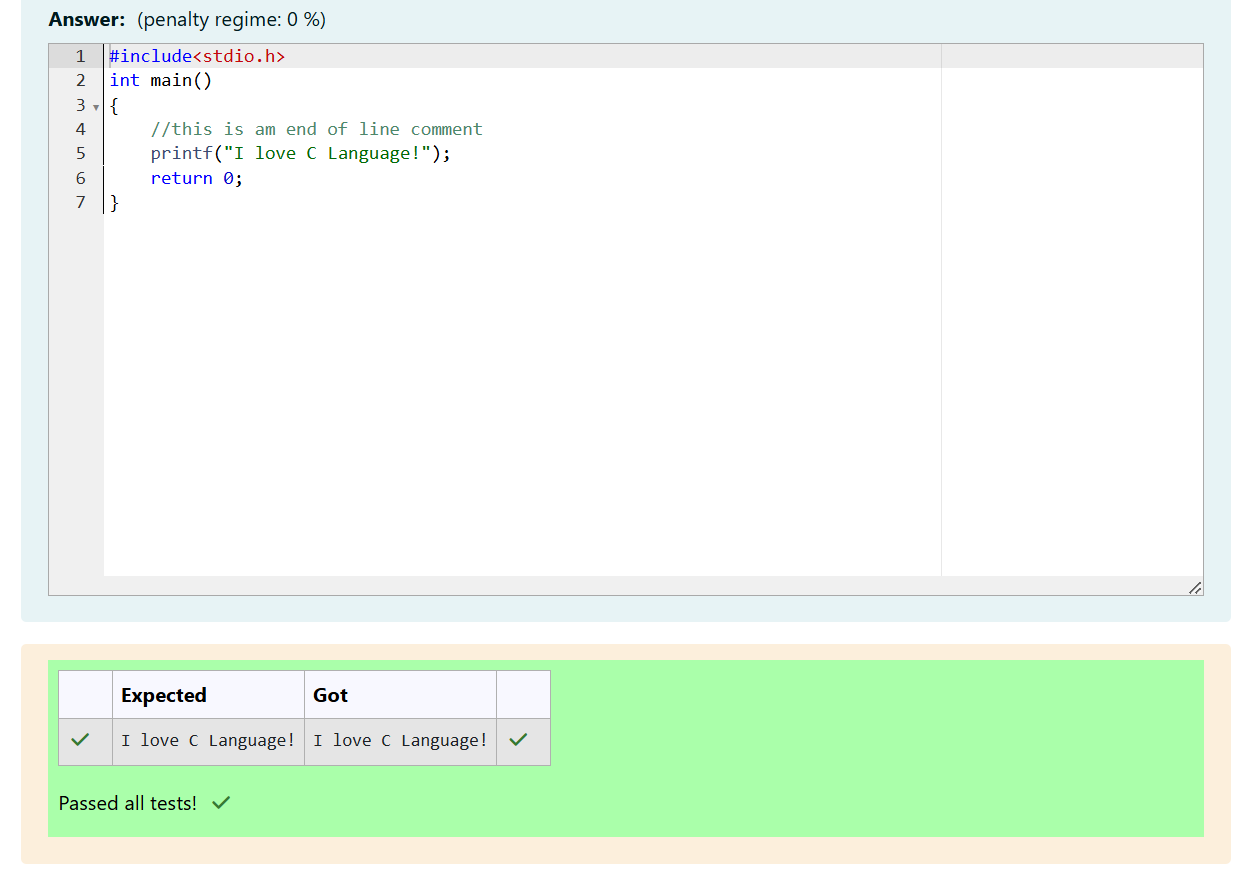 Answer: (penalty regime: 0 %)
1 #include<stdio.h>
2 int main()
3 {
4     //this is am end of line comment
5     printf("I love C Language!");
6     return 0;
7 }
Expected Got
I love C Language! I love C Language!
Passed all tests!